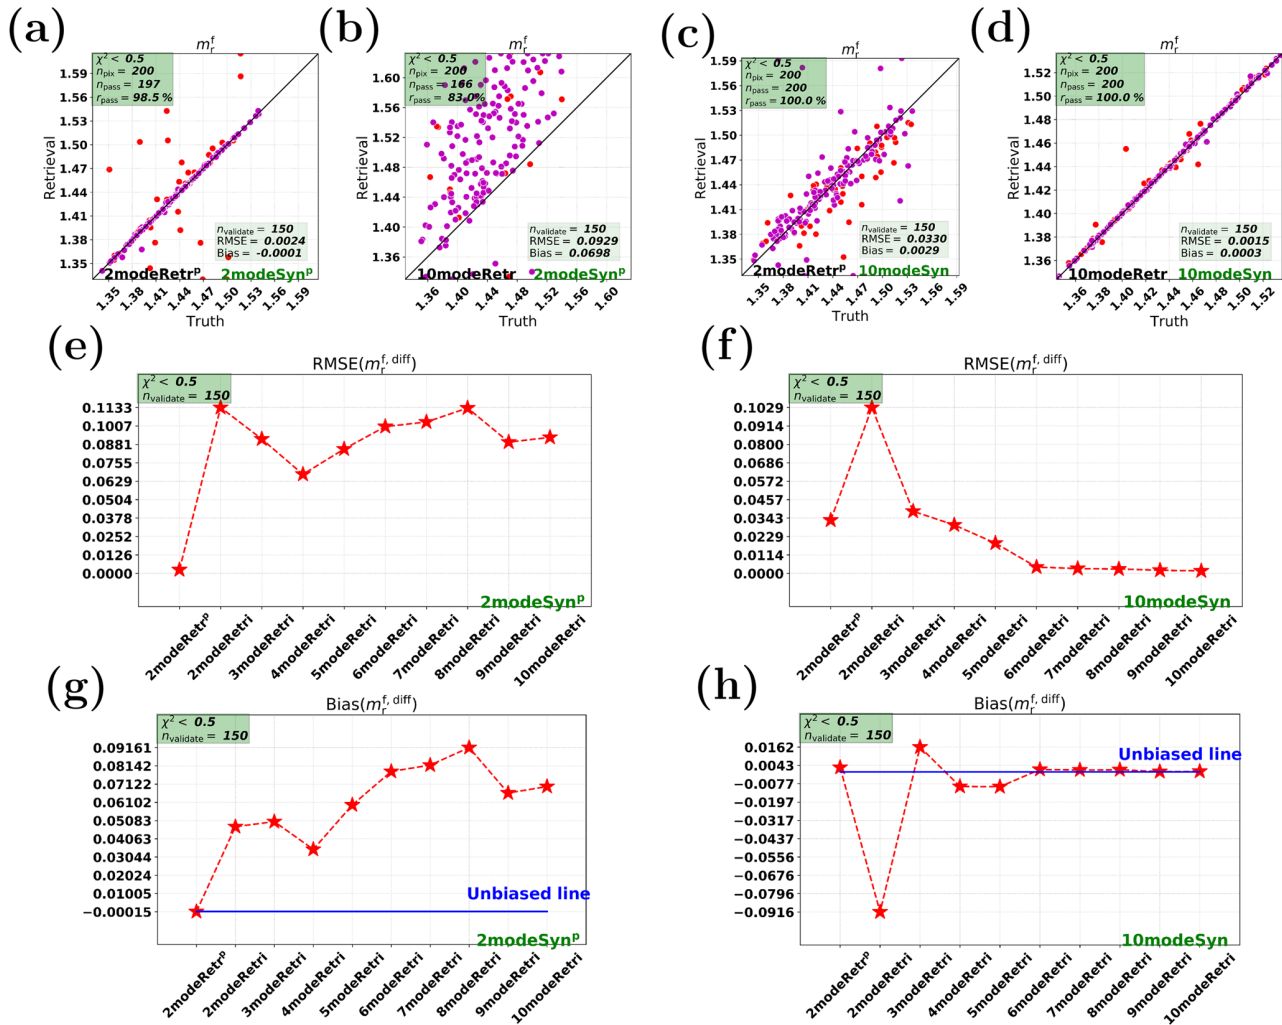 (a)
m_r^f
χ² < 0.5
n_pix = 200
n_pass = 197
r_pass = 98.5 %
Retrieval
1.59
1.56
1.53
1.50
1.47
1.44
1.41
1.38
1.35
n_validate = 150
RMSE = 0.0024
Bias = -0.0001
2modeRetr^p
2modeSyn^p
1.35
1.38
1.41
1.44
1.47
1.50
1.53
1.56
1.59
Truth
(b)
m_r^f
χ² < 0.5
n_pix = 200
n_pass = 166
r_pass = 83.0%
Retrieval
1.60
1.56
1.52
1.48
1.44
1.40
1.36
n_validate = 150
RMSE = 0.0929
Bias = 0.0698
10modeRetr
2modeSyn^p
1.36
1.40
1.44
1.48
1.52
1.56
1.60
Truth
(c)
m_r^f
χ² < 0.5
n_pix = 200
n_pass = 200
r_pass = 100.0 %
Retrieval
1.59
1.56
1.53
1.50
1.47
1.44
1.41
1.38
1.35
n_validate = 150
RMSE = 0.0330
Bias = 0.0029
2modeRetr^p
10modeSyn
1.35
1.38
1.41
1.44
1.47
1.50
1.53
1.56
1.59
Truth
(d)
m_r^f
χ² < 0.5
n_pix = 200
n_pass = 200
r_pass = 100.0 %
Retrieval
1.52
1.50
1.48
1.46
1.44
1.42
1.40
1.38
1.36
n_validate = 150
RMSE = 0.0015
Bias = 0.0003
10modeRetr
10modeSyn
1.36
1.38
1.40
1.42
1.44
1.46
1.48
1.50
1.52
Truth
(e)
RMSE(m_r^{f, diff})
χ² < 0.5
n_validate = 150
0.1133
0.1007
0.0881
0.0755
0.0629
0.0504
0.0378
0.0252
0.0126
0.0000
2modeSyn^p
2modeRetr^p
2modeRetri
3modeRetri
4modeRetri
5modeRetri
6modeRetri
7modeRetri
8modeRetri
9modeRetri
10modeRetri
(f)
RMSE(m_r^{f, diff})
χ² < 0.5
n_validate = 150
0.1029
0.0914
0.0800
0.0686
0.0572
0.0457
0.0343
0.0229
0.0114
0.0000
10modeSyn
2modeRetr^p
2modeRetri
3modeRetri
4modeRetri
5modeRetri
6modeRetri
7modeRetri
8modeRetri
9modeRetri
10modeRetri
(g)
Bias(m_r^{f, diff})
χ² < 0.5
n_validate = 150
0.09161
0.08142
0.07122
0.06102
0.05083
0.04063
0.03044
0.02024
0.01005
−0.00015
Unbiased line
2modeSyn^p
2modeRetr^p
2modeRetri
3modeRetri
4modeRetri
5modeRetri
6modeRetri
7modeRetri
8modeRetri
9modeRetri
10modeRetri
(h)
Bias(m_r^{f, diff})
χ² < 0.5
n_validate = 150
0.0162
0.0043
−0.0077
−0.0197
−0.0317
−0.0437
−0.0556
−0.0676
−0.0796
−0.0916
Unbiased line
10modeSyn
2modeRetr^p
2modeRetri
3modeRetri
4modeRetri
5modeRetri
6modeRetri
7modeRetri
8modeRetri
9modeRetri
10modeRetri